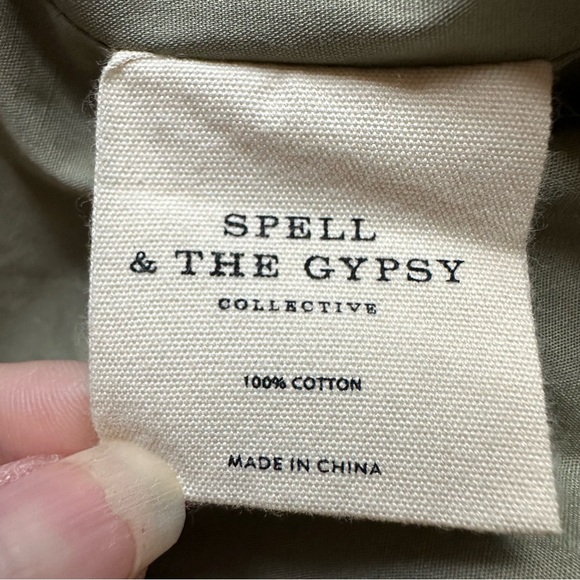 SPELL
& THE GYPSY
COLLECTIVE
100% COTTON
MADE IN CHINA